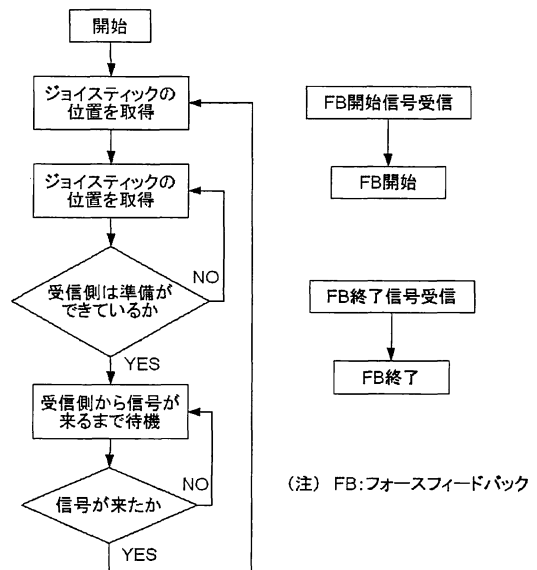 開始
ジョイスティックの
位置を取得
ジョイスティックの
位置を取得
受信側は準備が
できているか
NO
YES
受信側から信号が
来るまで待機
信号が来たか
NO
YES
FB開始信号受信
FB開始
FB終了信号受信
FB終了
(注) FB:フォースフィードバック